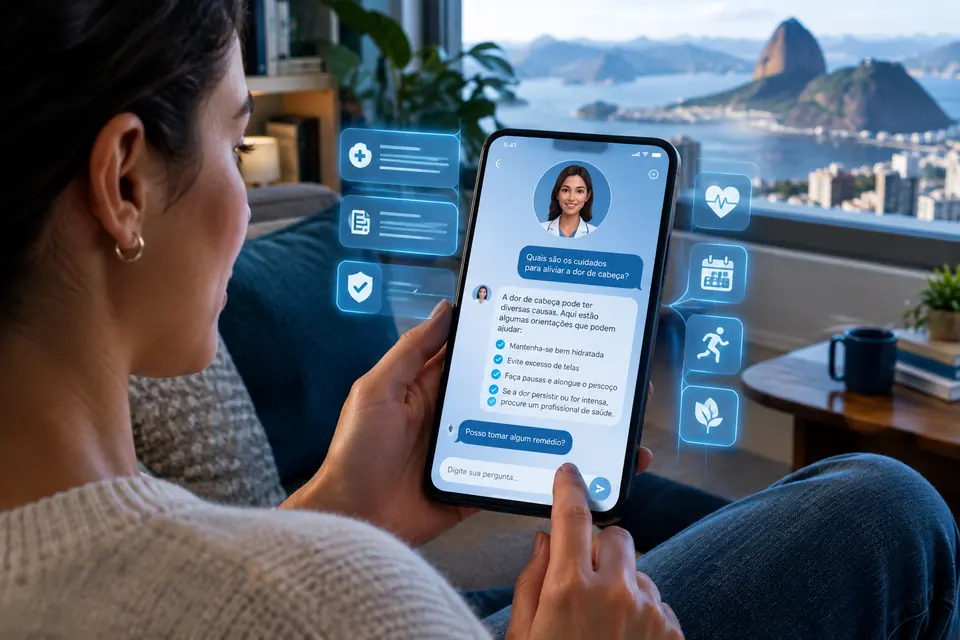 9.41
Quais são os cuidados
para aliviar a dor de cabeça?
A dor de cabeça pode ter
diversas causas. Aqui estão
algumas orientações que podem
ajudar:
Mantenha-se bem hidratada
Evite excesso de telas
Faça pausas e alongue o pescoço
Se a dor persistir ou for intensa,
procure um profissional de saúde.
Posso tomar algum remédio?
Digite sua pergunta...